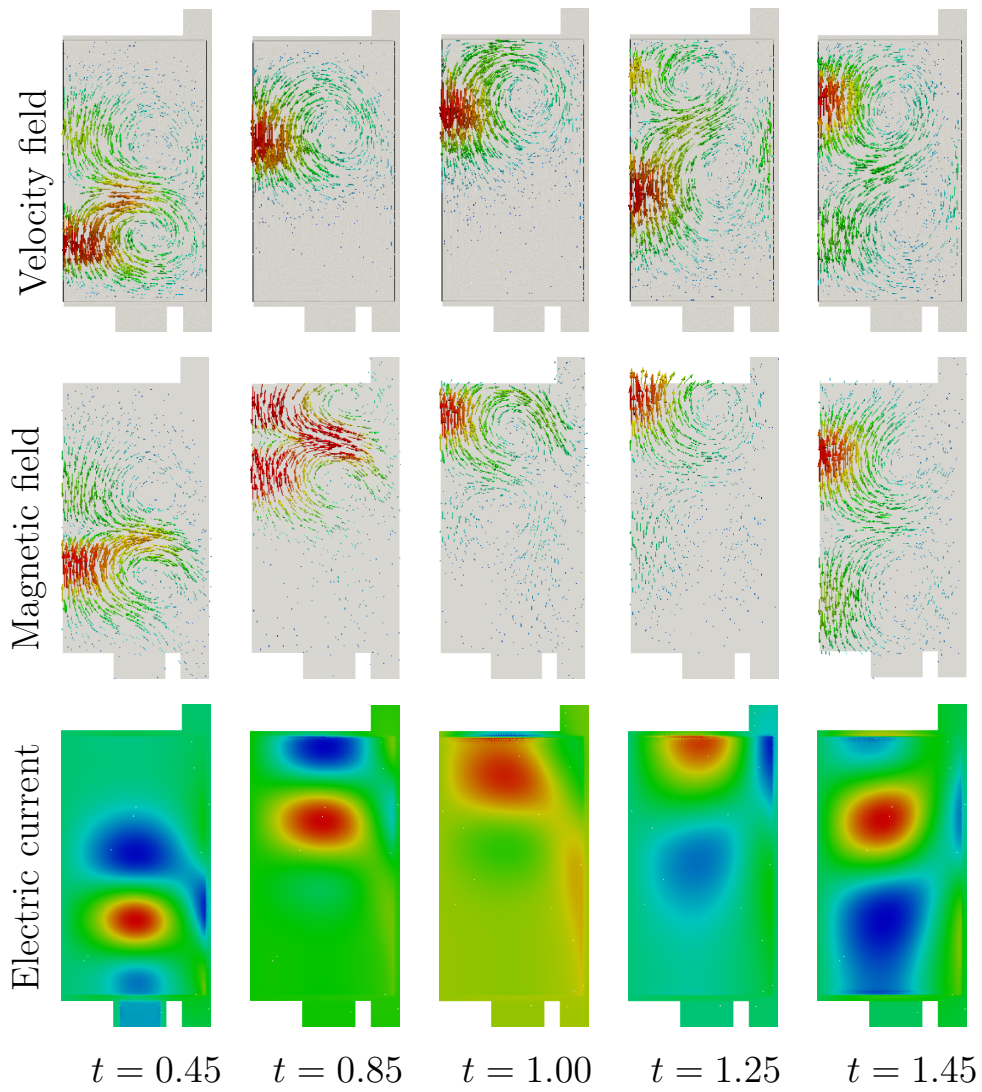 Velocity field
Magnetic field
Electric current
t = 0.45
t = 0.85
t = 1.00
t = 1.25
t = 1.45